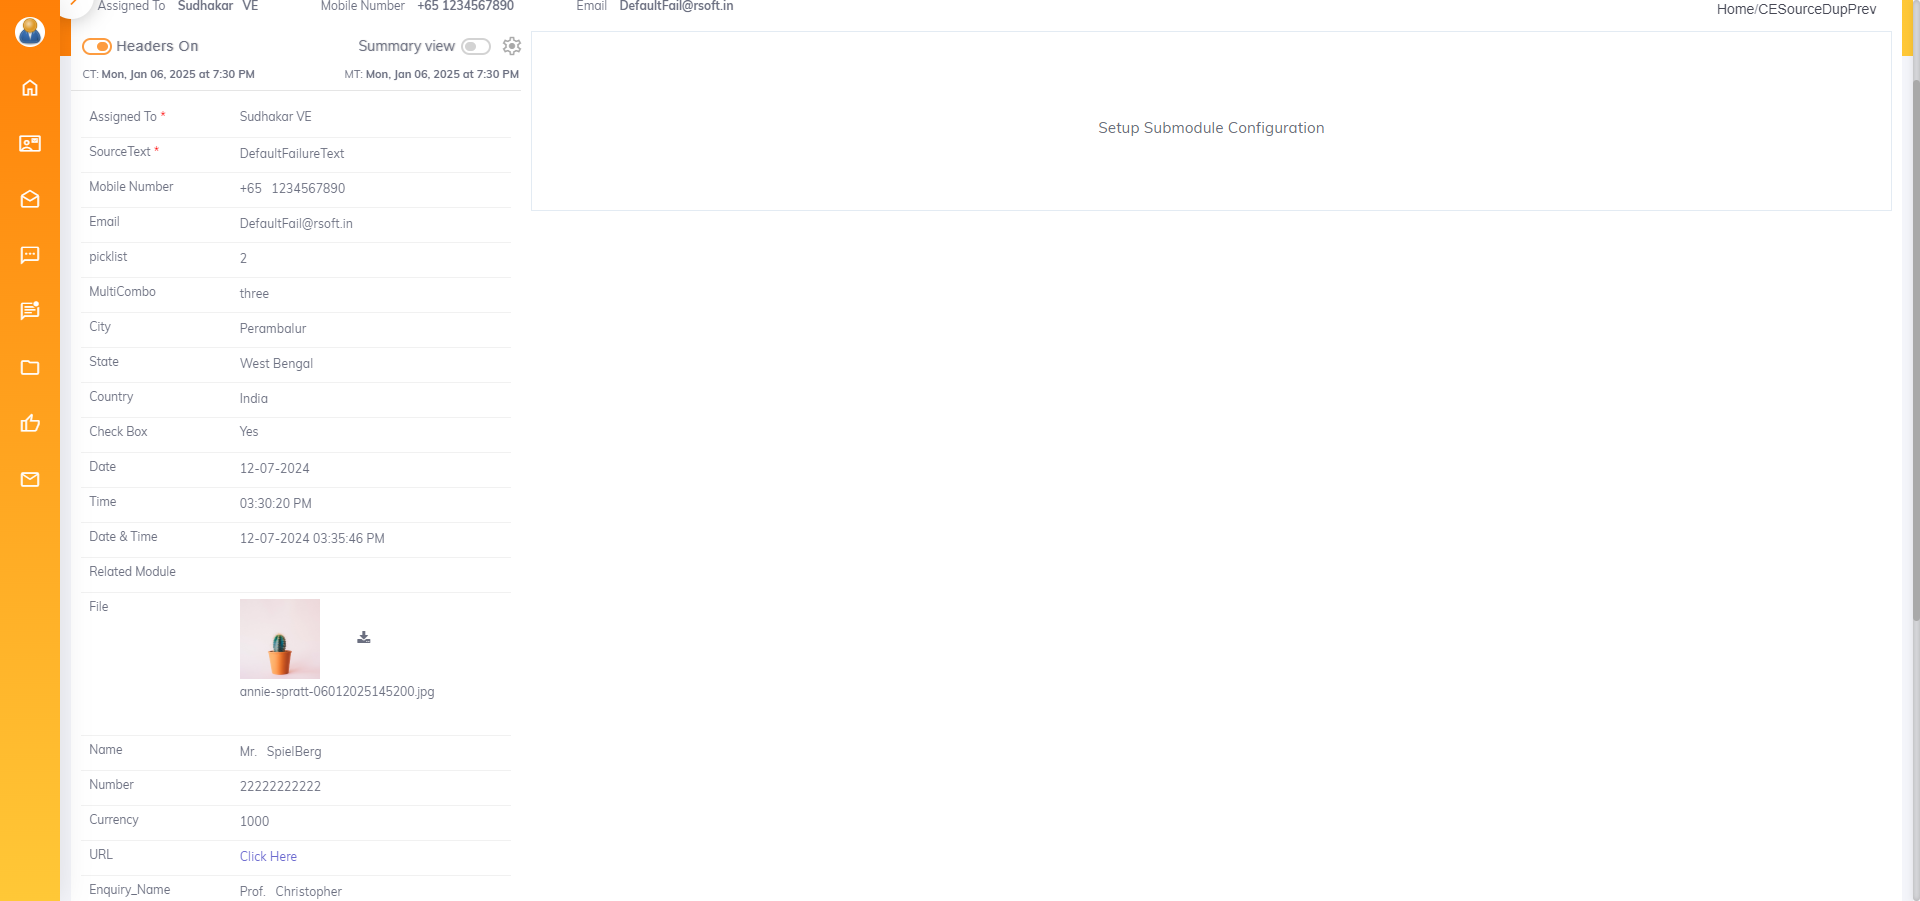 Assigned To Sudhakar VE Mobile Number +65 1234567890 Email DefaultFail@rsoft.in
Home/CESourceDupPrev
Headers On Summary view
CT: Mon, Jan 06, 2025 at 7:30 PM MT: Mon, Jan 06, 2025 at 7:30 PM
Setup Submodule Configuration
Assigned To * Sudhakar VE
SourceText * DefaultFailureText
Mobile Number +65 1234567890
Email DefaultFail@rsoft.in
picklist 2
MultiCombo three
City Perambalur
State West Bengal
Country India
Check Box Yes
Date 12-07-2024
Time 03:30:20 PM
Date & Time 12-07-2024 03:35:46 PM
Related Module
File
annie-spratt-06012025145200.jpg
Name Mr. SpielBerg
Number 22222222222
Currency 1000
URL Click Here
Enquiry_Name Prof. Christopher